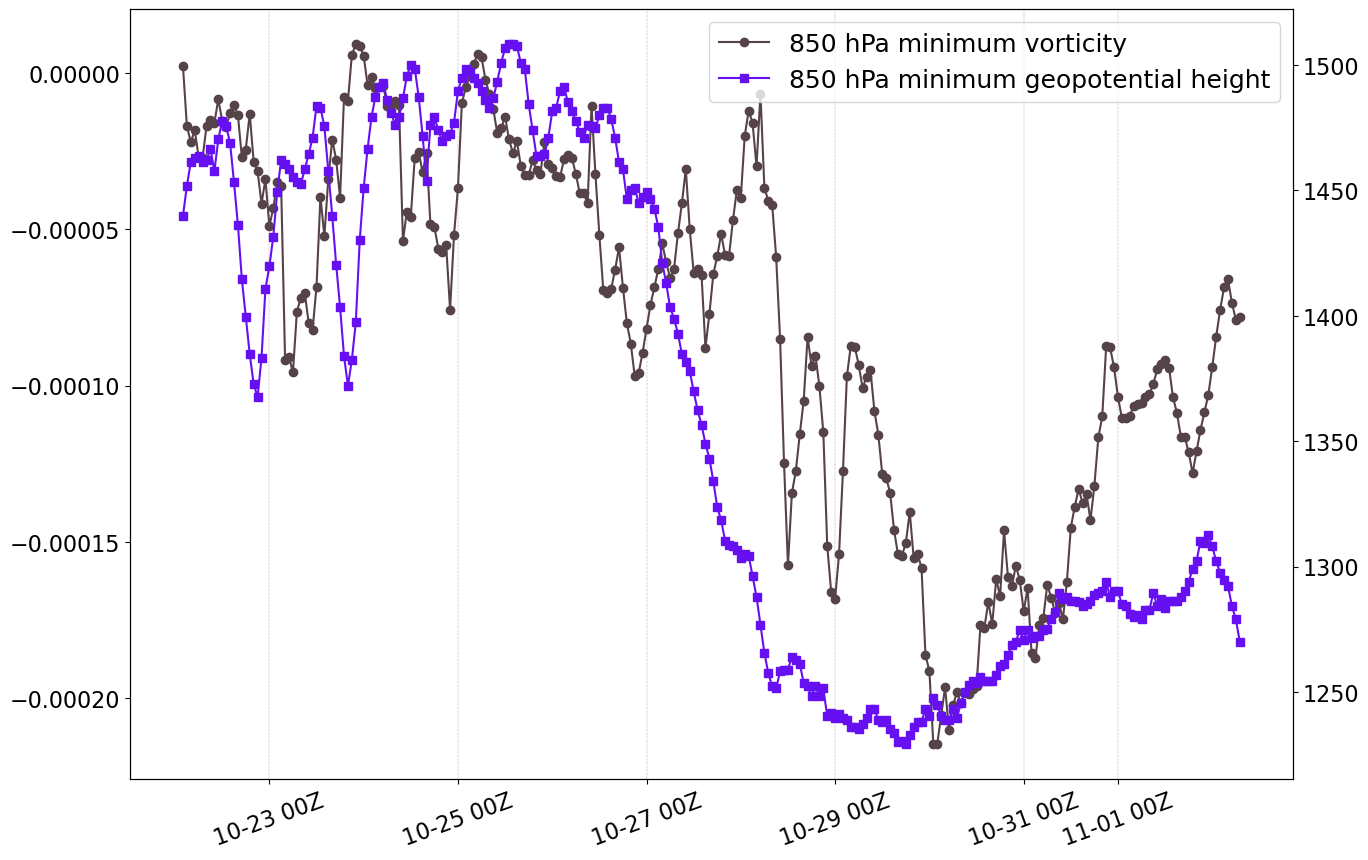 850 hPa minimum vorticity
850 hPa minimum geopotential height
0.00000
−0.00005
−0.00010
−0.00015
−0.00020
1500
1450
1400
1350
1300
1250
10-23 00Z
10-25 00Z
10-27 00Z
10-29 00Z
10-31 00Z
11-01 00Z